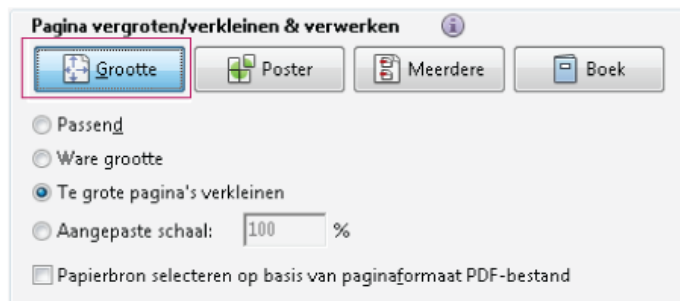 Pagina vergroten/verkleinen & verwerken
Grootte Poster Meerdere Boek
Passend
Ware grootte
Te grote pagina's verkleinen
Aangepaste schaal: 100 %
Papierbron selecteren op basis van paginaformaat PDF-bestand